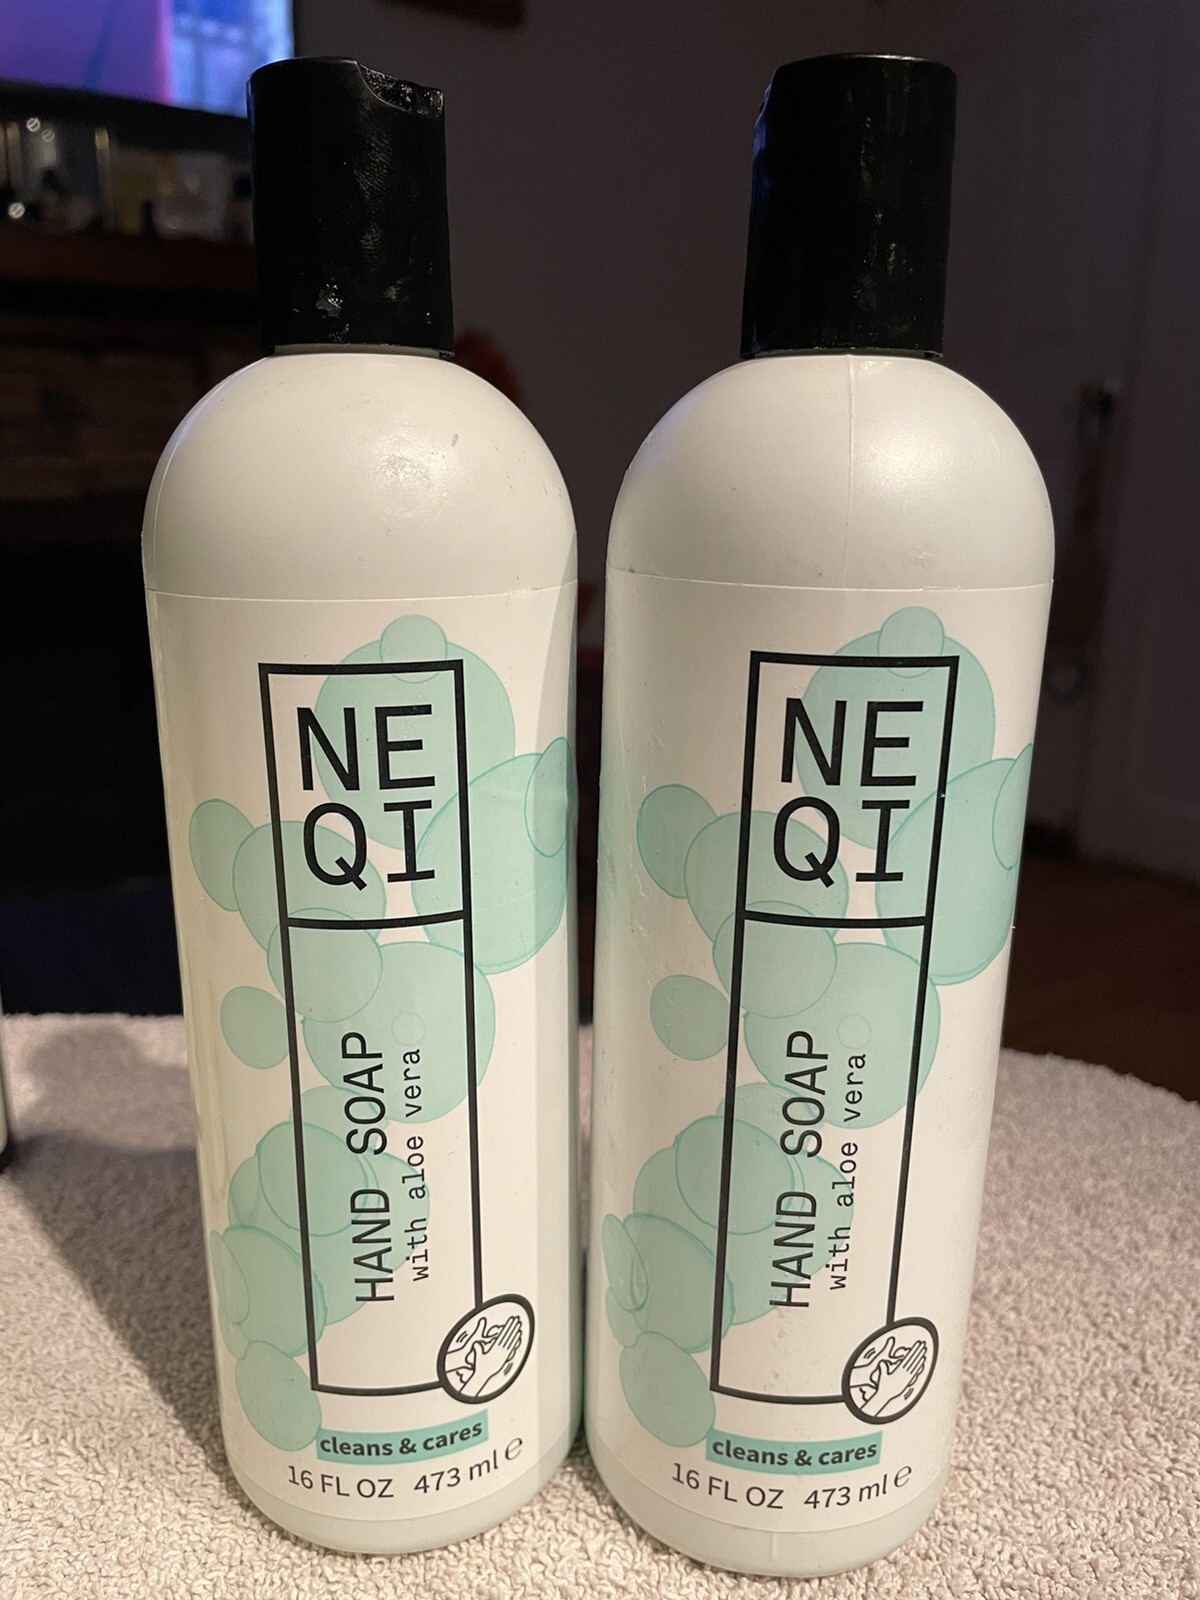 NE
QI
HAND SOAP
with aloe vera
cleans & cares
16 FL OZ 473 ml ℮
NE
QI
HAND SOAP
with aloe vera
cleans & cares
16 FL OZ 473 ml ℮